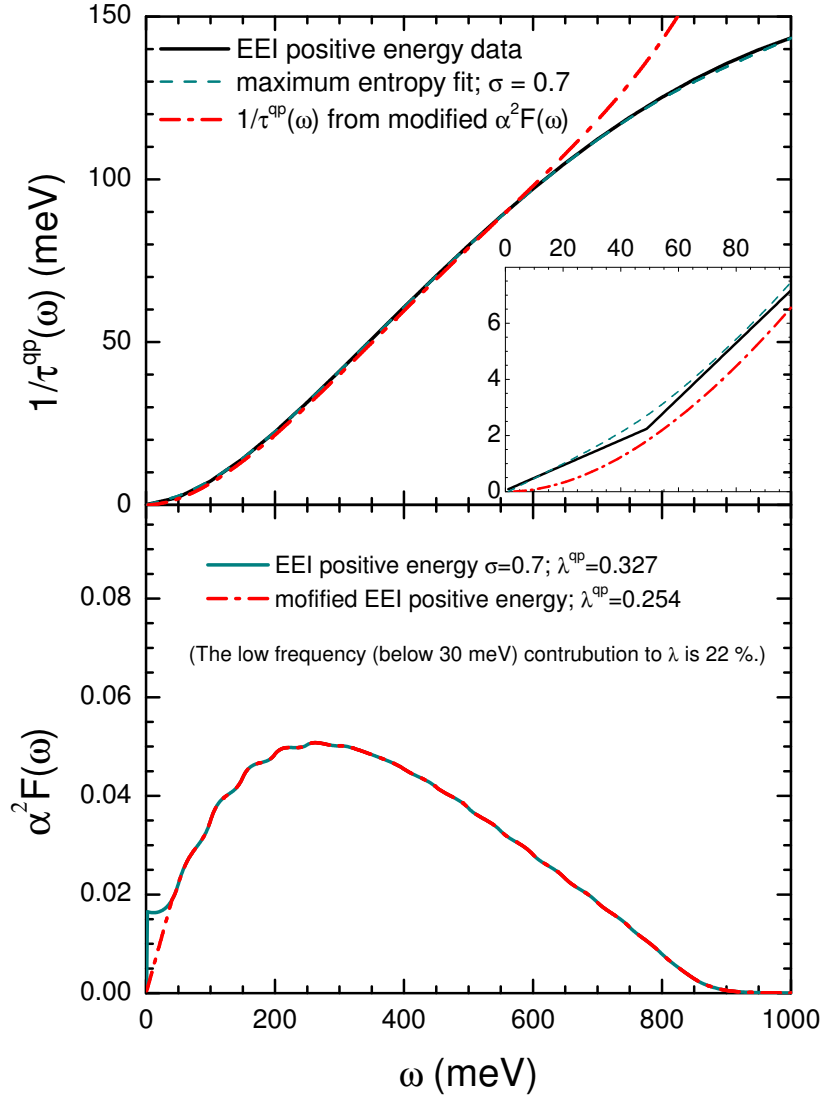 150
EEI positive energy data
maximum entropy fit; σ = 0.7
1/τ^qp(ω) from modified α²F(ω)
100
1/τ^qp(ω) (meV)
0 20 40 60 80
6
4
2
0
50
0
EEI positive energy σ=0.7; λ^qp=0.327
mofified EEI positive energy; λ^qp=0.254
(The low frequency (below 30 meV) contrubution to λ is 22 %.)
0.08
0.06
α²F(ω)
0.04
0.02
0.00
0 200 400 600 800 1000
ω (meV)